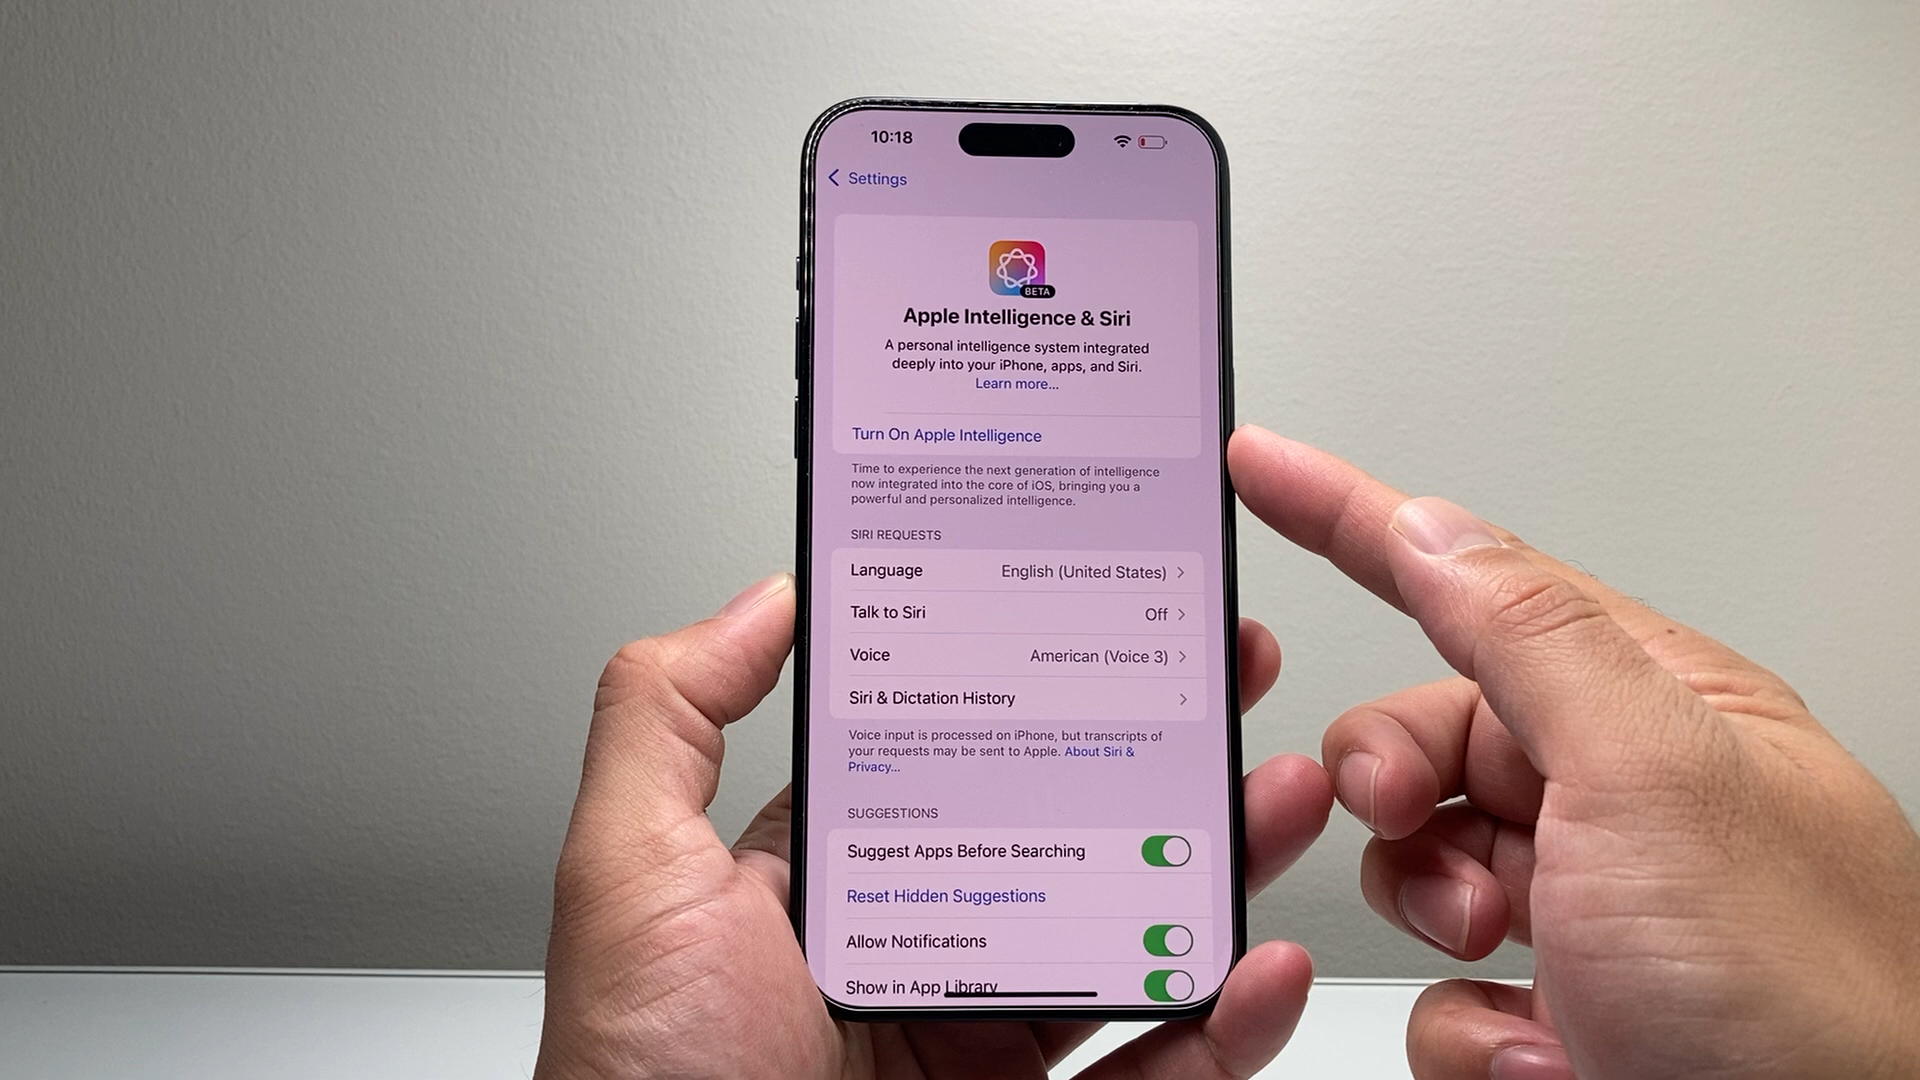 10:18
Settings
BETA
Apple Intelligence & Siri
A personal intelligence system integrated
deeply into your iPhone, apps, and Siri.
Learn more...
Turn On Apple Intelligence
Time to experience the next generation of intelligence
now integrated into the core of iOS, bringing you a
powerful and personalized intelligence.
SIRI REQUESTS
Language English (United States)
Talk to Siri Off
Voice American (Voice 3)
Siri & Dictation History
Voice input is processed on iPhone, but transcripts of
your requests may be sent to Apple. About Siri &
Privacy...
SUGGESTIONS
Suggest Apps Before Searching
Reset Hidden Suggestions
Allow Notifications
Show in App Library